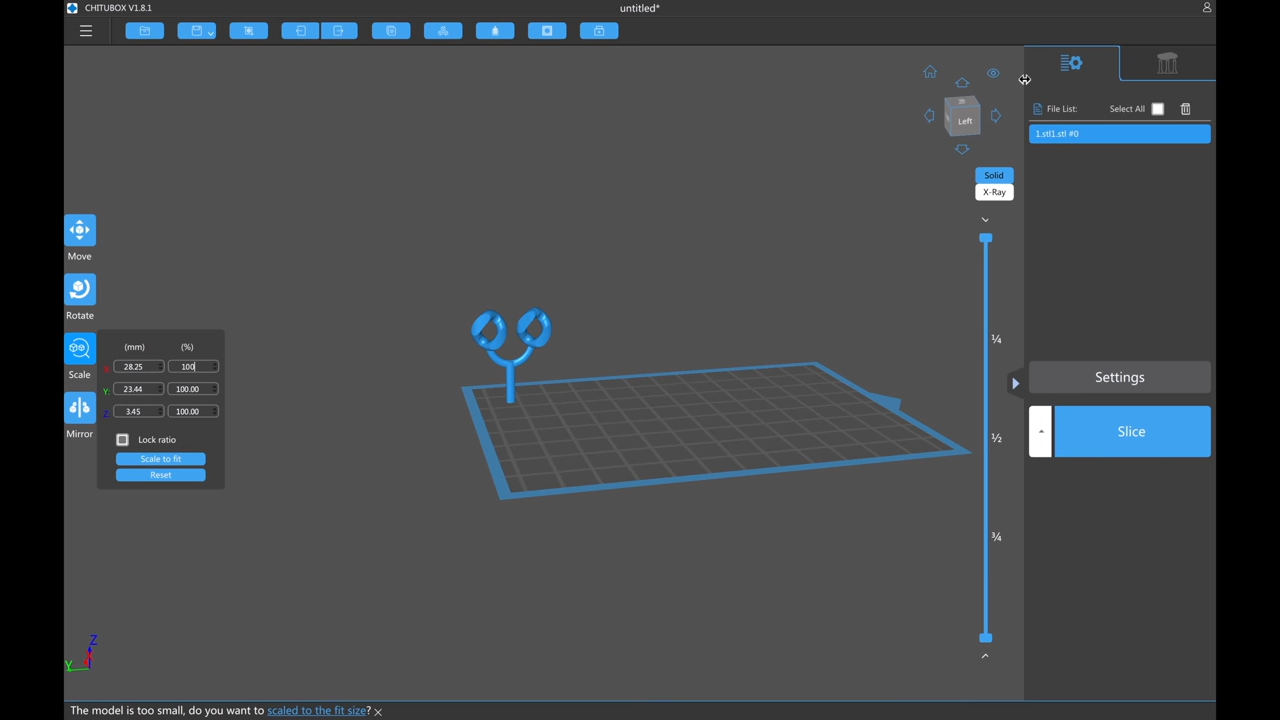 CHITUBOX V1.8.1
untitled*
File List:
Select All
1.stl1.stl #0
Left
Solid
X-Ray
Move
Rotate
(mm)
(%)
X:
28.25
100
Scale
Y:
23.44
100.00
Z:
3.45
100.00
Mirror
Lock ratio
Scale to fit
Reset
1/4
1/2
3/4
Settings
Slice
Z
Y
The model is too small, do you want to scaled to the fit size?